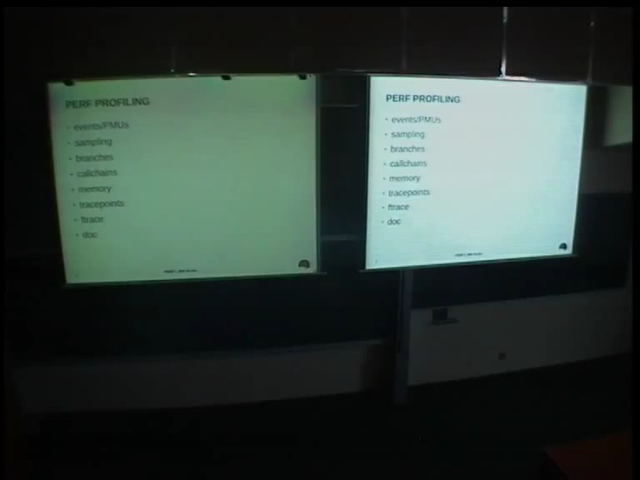 PERF PROFILING
• events/PMUs
• sampling
• branches
• callchains
• memory
• tracepoints
• ftrace
• doc
PERF PROFILING
• events/PMUs
• sampling
• branches
• callchains
• memory
• tracepoints
• ftrace
• doc